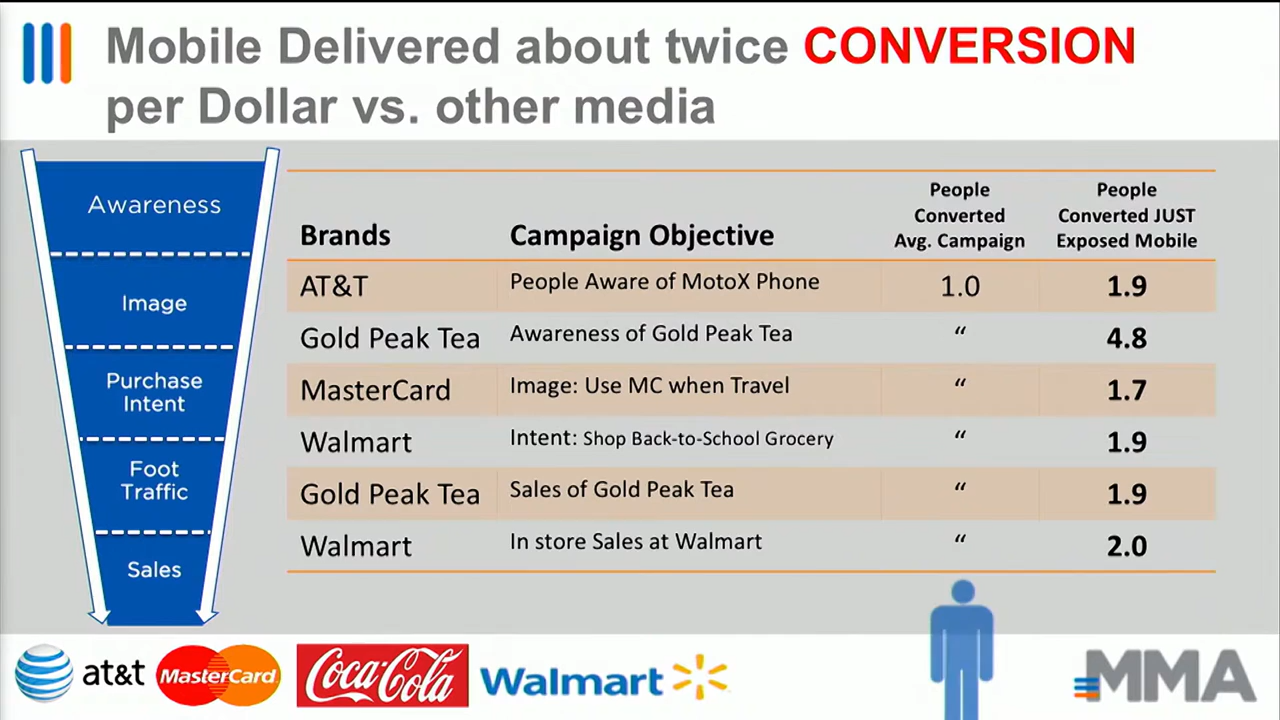 Mobile Delivered about twice CONVERSION
per Dollar vs. other media
Awareness
Image
Purchase
Intent
Foot
Traffic
Sales
Brands
Campaign Objective
People
Converted
Avg. Campaign
People
Converted JUST
Exposed Mobile
AT&T People Aware of MotoX Phone 1.0 1.9
Gold Peak Tea Awareness of Gold Peak Tea “ 4.8
MasterCard Image: Use MC when Travel “ 1.7
Walmart Intent: Shop Back-to-School Grocery “ 1.9
Gold Peak Tea Sales of Gold Peak Tea “ 1.9
Walmart In store Sales at Walmart “ 2.0
at&t MasterCard Coca-Cola Walmart MMA